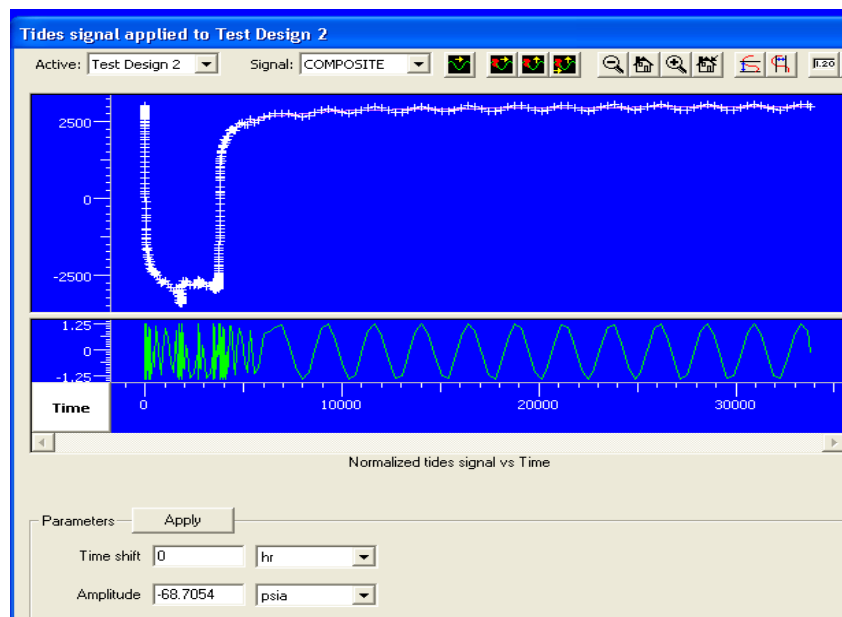 Tides signal applied to Test Design 2
Active: Test Design 2 Signal: COMPOSITE 1.20
2500
0
-2500
1.25
0
-1.25
Time 0 10000 20000 30000
Normalized tides signal vs Time
Parameters Apply
Time shift 0 hr
Amplitude -68.7054 psia